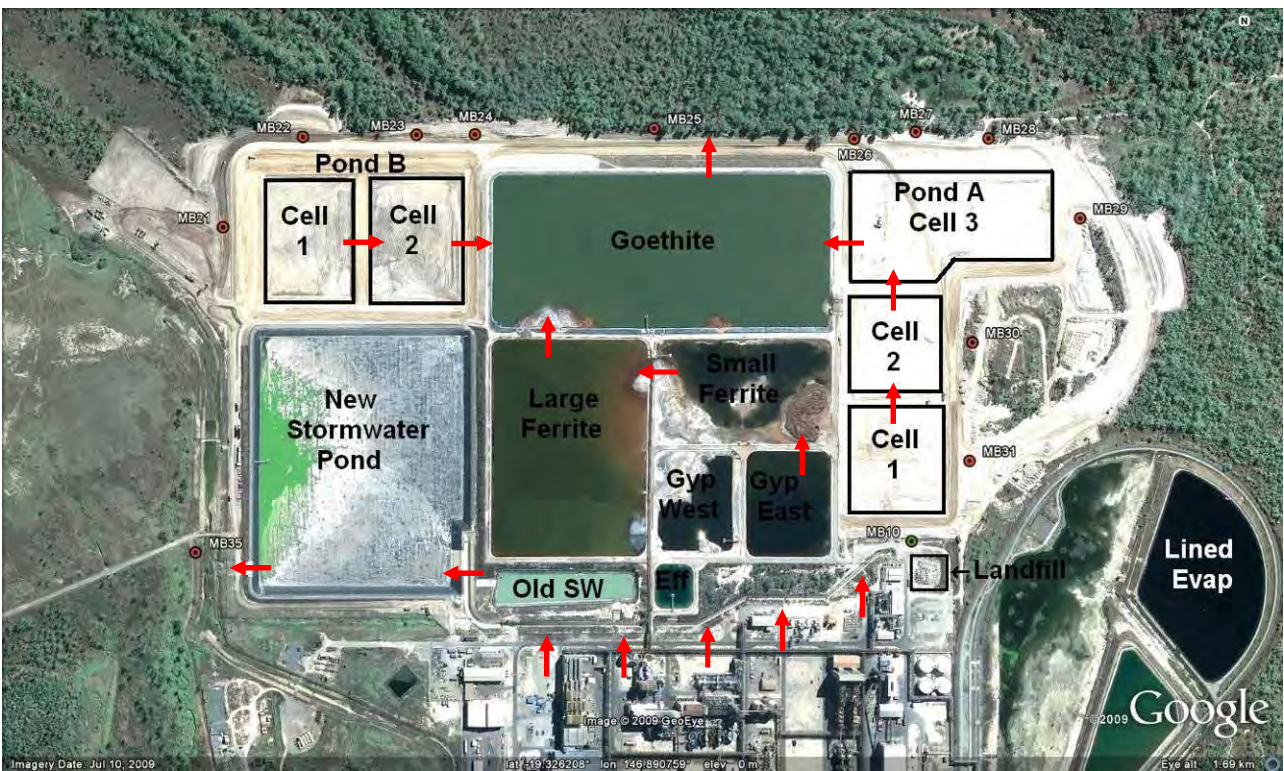 N
MB22
MB23
MB24
MB25
MB26
MB27
MB28
Pond B
Cell
1
Cell
2
Goethite
Pond A
Cell 3
MB21
MB29
Cell
2
MB30
New
Stormwater
Pond
Large
Ferrite
Small
Ferrite
Cell
1
MB31
Gyp
West
Gyp
East
MB35
MB10
Old SW
Eff
←Landfill
Lined
Evap
Image © 2009 GeoEye
©2009 Google
Imagery Date: Jul 10, 2009
lat -19.326208° lon 146.890759° elev 0 m
Eye alt 1.69 km